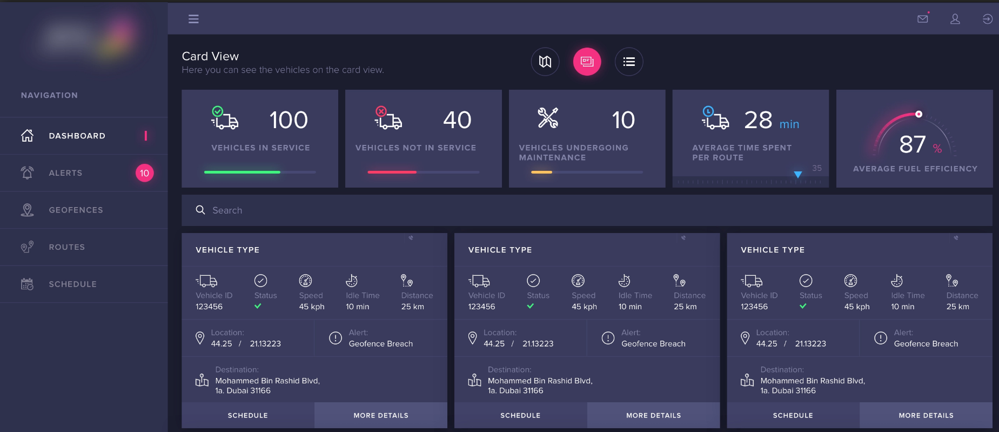 NAVIGATION
DASHBOARD
ALERTS 10
GEOFENCES
ROUTES
SCHEDULE
Card View
Here you can see the vehicles on the card view.
100
VEHICLES IN SERVICE
40
VEHICLES NOT IN SERVICE
10
VEHICLES UNDERGOING
MAINTENANCE
28 min
AVERAGE TIME SPENT
PER ROUTE
35
87 %
AVERAGE FUEL EFFICIENCY
Search
VEHICLE TYPE
Vehicle ID Status Speed Idle Time Distance
123456 45 kph 10 min 25 km
Location:
44.25 / 21.13223
Alert:
Geofence Breach
Destination:
Mohammed Bin Rashid Blvd,
1a. Dubai 31166
SCHEDULE MORE DETAILS
VEHICLE TYPE
Vehicle ID Status Speed Idle Time Distance
123456 45 kph 10 min 25 km
Location:
44.25 / 21.13223
Alert:
Geofence Breach
Destination:
Mohammed Bin Rashid Blvd,
1a. Dubai 31166
SCHEDULE MORE DETAILS
VEHICLE TYPE
Vehicle ID Status Speed Idle Time Distance
123456 45 kph 10 min 25 km
Location:
44.25 / 21.13223
Alert:
Geofence Breach
Destination:
Mohammed Bin Rashid Blvd,
1a. Dubai 31166
SCHEDULE MORE DETAILS